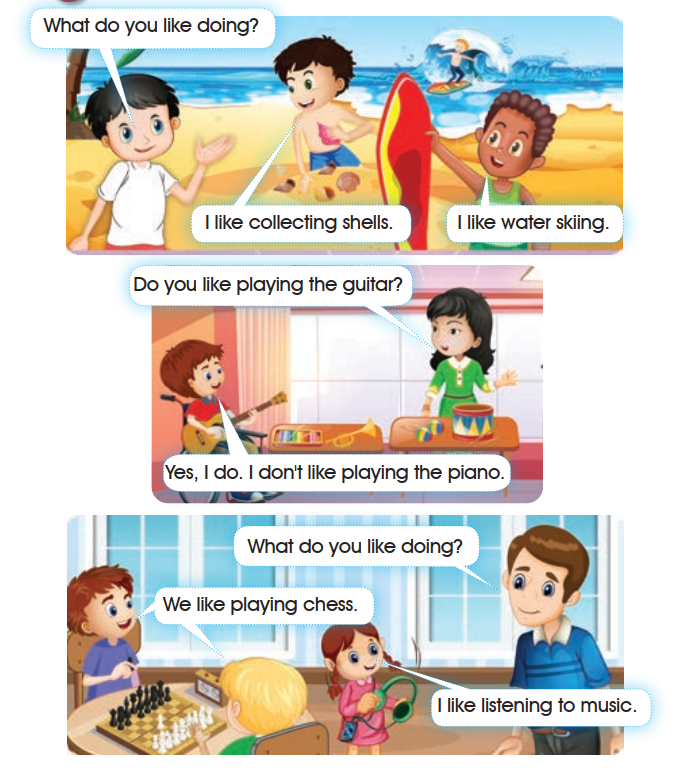 What do you like doing?
I like collecting shells.
I like water skiing.
Do you like playing the guitar?
Yes, I do. I don't like playing the piano.
What do you like doing?
We like playing chess.
I like listening to music.